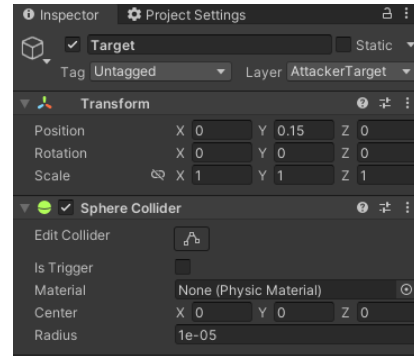 Inspector Project Settings
Target Static
Tag Untagged Layer AttackerTarget
Transform
Position X 0 Y 0.15 Z 0
Rotation X 0 Y 0 Z 0
Scale X 1 Y 1 Z 1
Sphere Collider
Edit Collider
Is Trigger
Material None (Physic Material)
Center X 0 Y 0 Z 0
Radius 1e-05